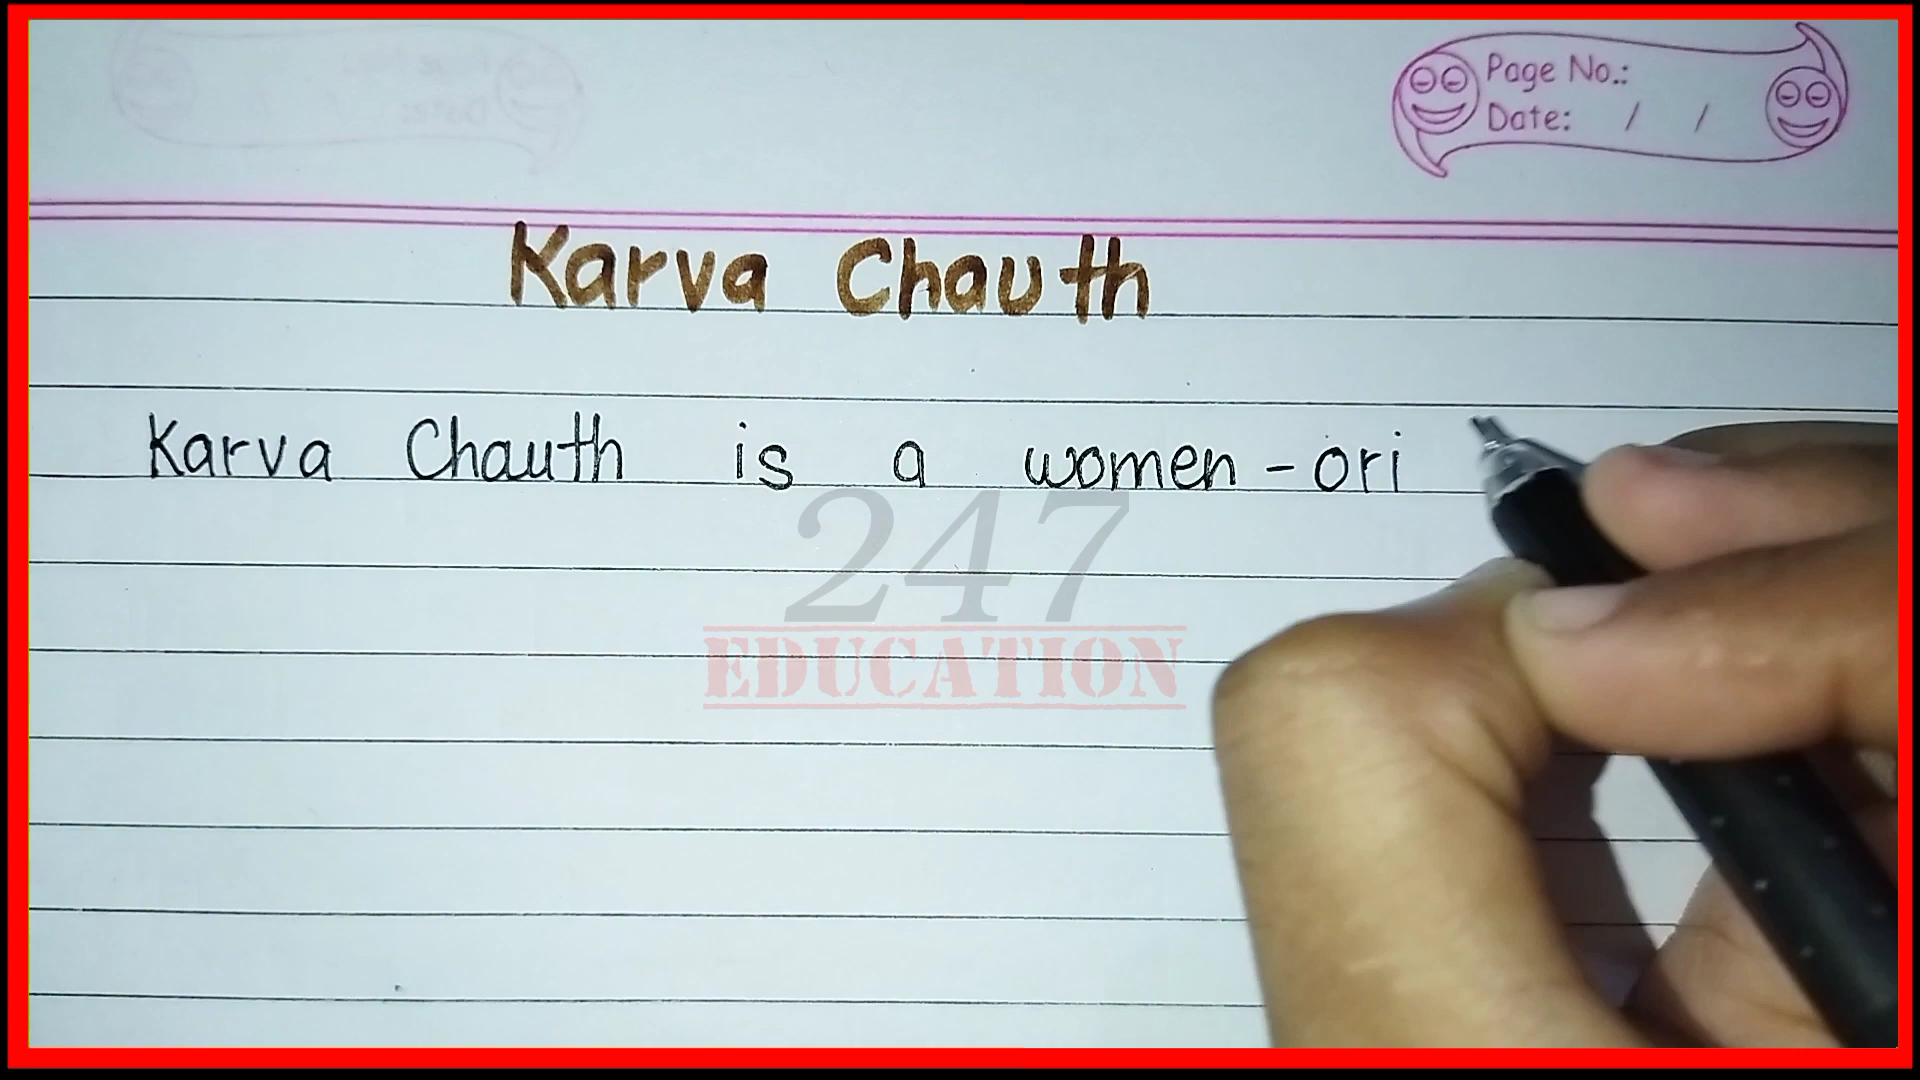 Page No.:
Date: / /
Karva Chauth
Karva Chauth is a women-ori
247
EDUCATION